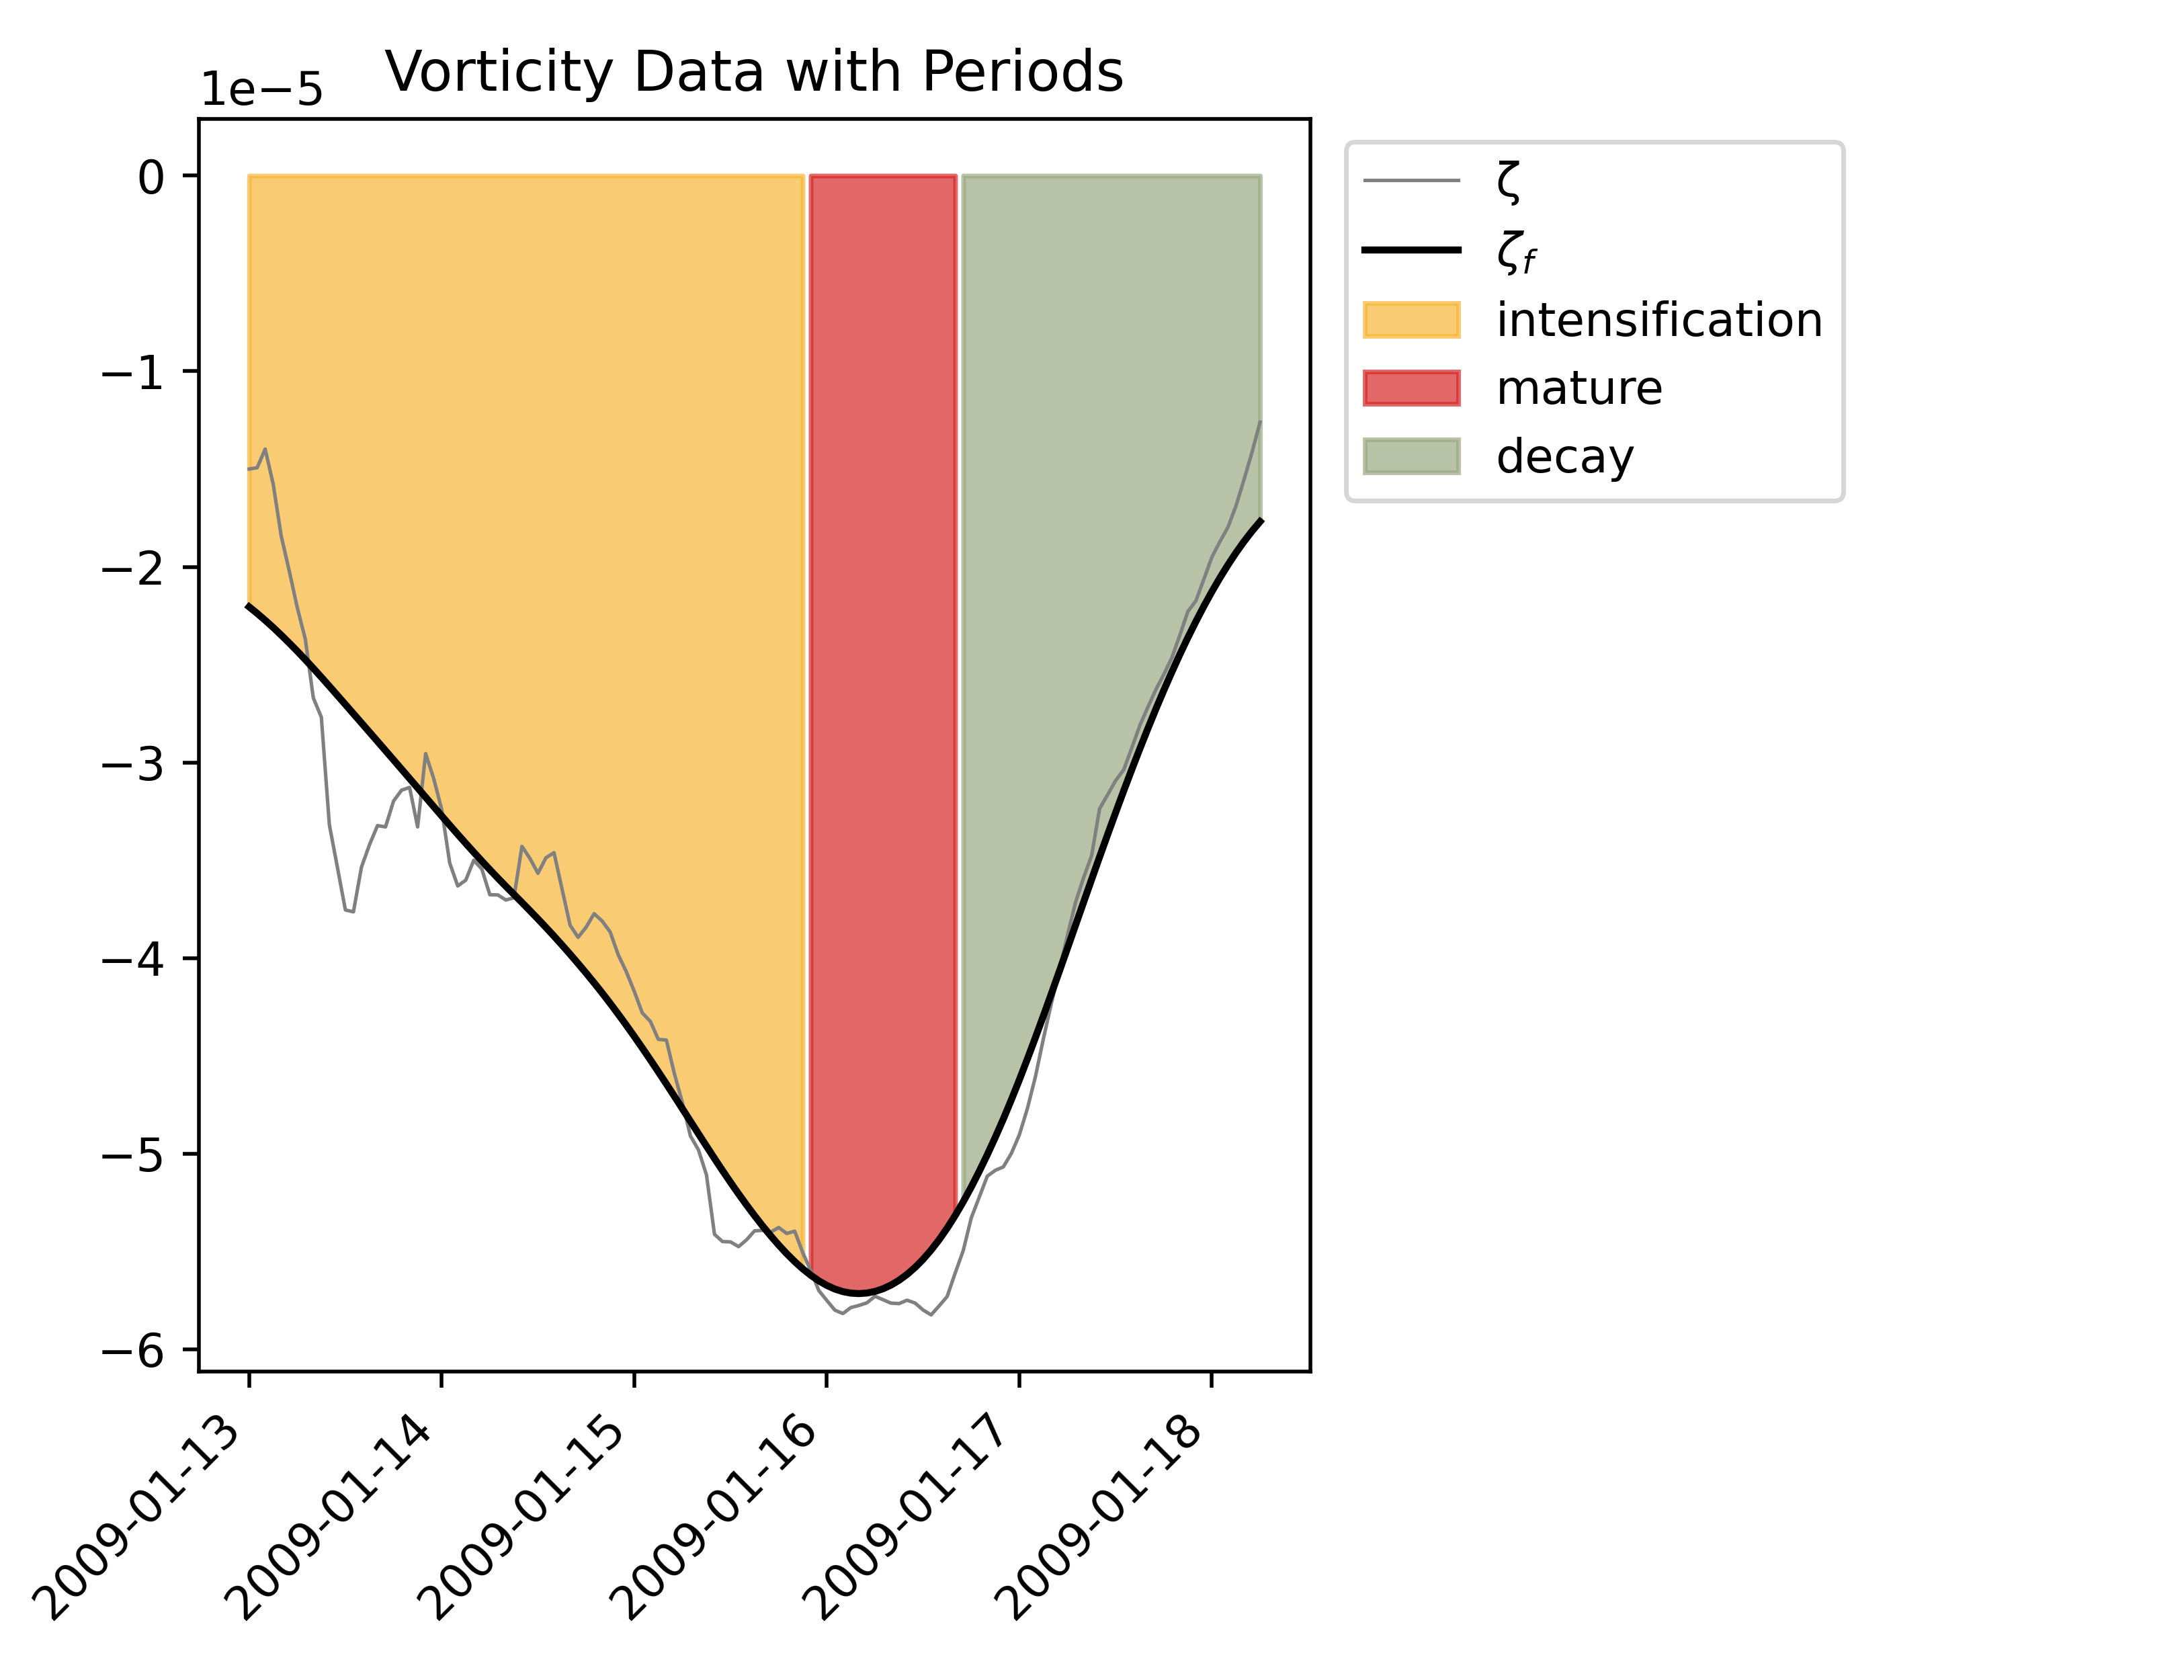 Vorticity Data with Periods
1e−5
0
−1
−2
−3
−4
−5
−6
2009-01-13
2009-01-14
2009-01-15
2009-01-16
2009-01-17
2009-01-18
ζ
ζf
intensification
mature
decay